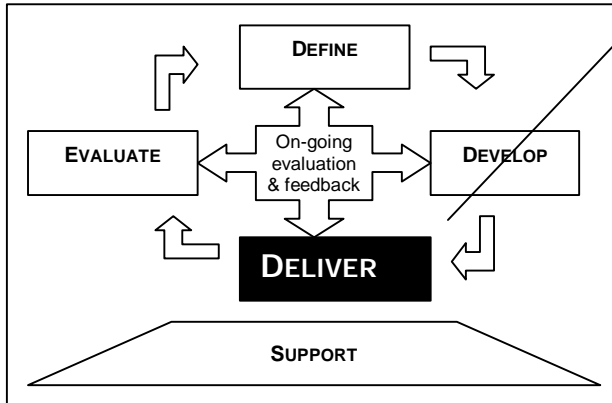 DEFINE
EVALUATE
On-going
evaluation
& feedback
DEVELOP
DELIVER
SUPPORT